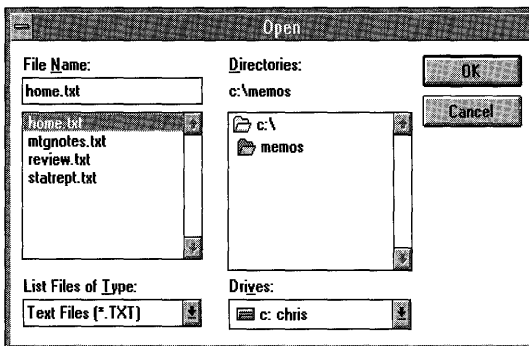 Open
File Name:
home.txt
home.txt
mtgnotes.txt
review.txt
statrept.txt
List Files of Type:
Text Files (*.TXT)
Directories:
c:\memos
c:\
memos
Drives:
c: chris
OK
Cancel